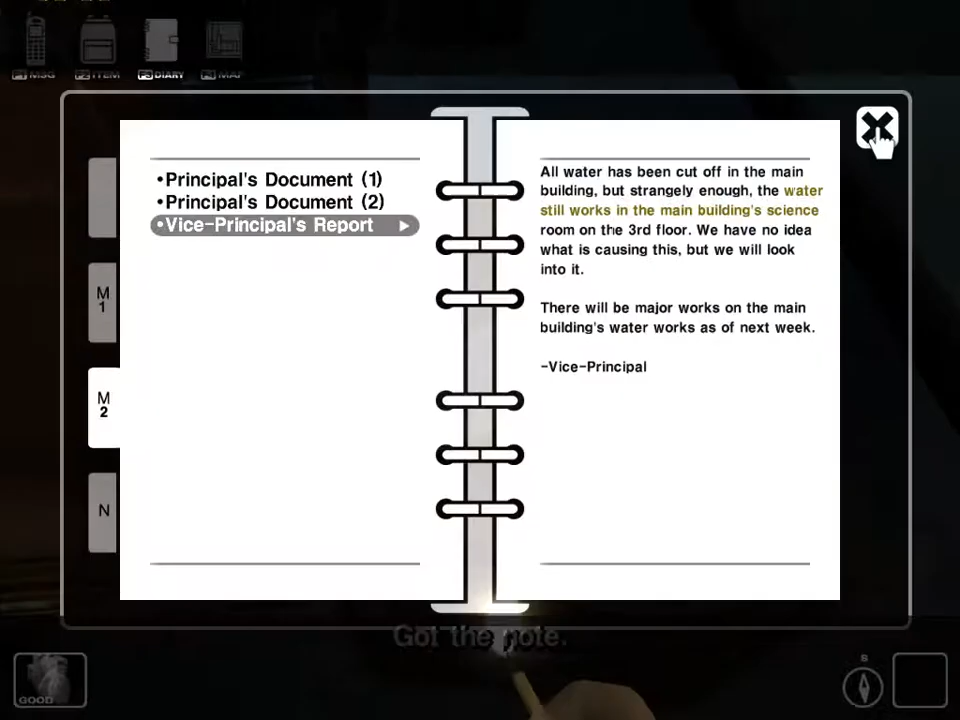 F1 MSG F2 ITEM F3 DIARY F4 MAP
•Principal's Document (1)
•Principal's Document (2)
•Vice-Principal's Report
M
1
M
2
N
All water has been cut off in the main
building, but strangely enough, the water
still works in the main building's science
room on the 3rd floor. We have no idea
what is causing this, but we will look
into it.
There will be major works on the main
building's water works as of next week.
-Vice-Principal
Got the note.
GOOD
S